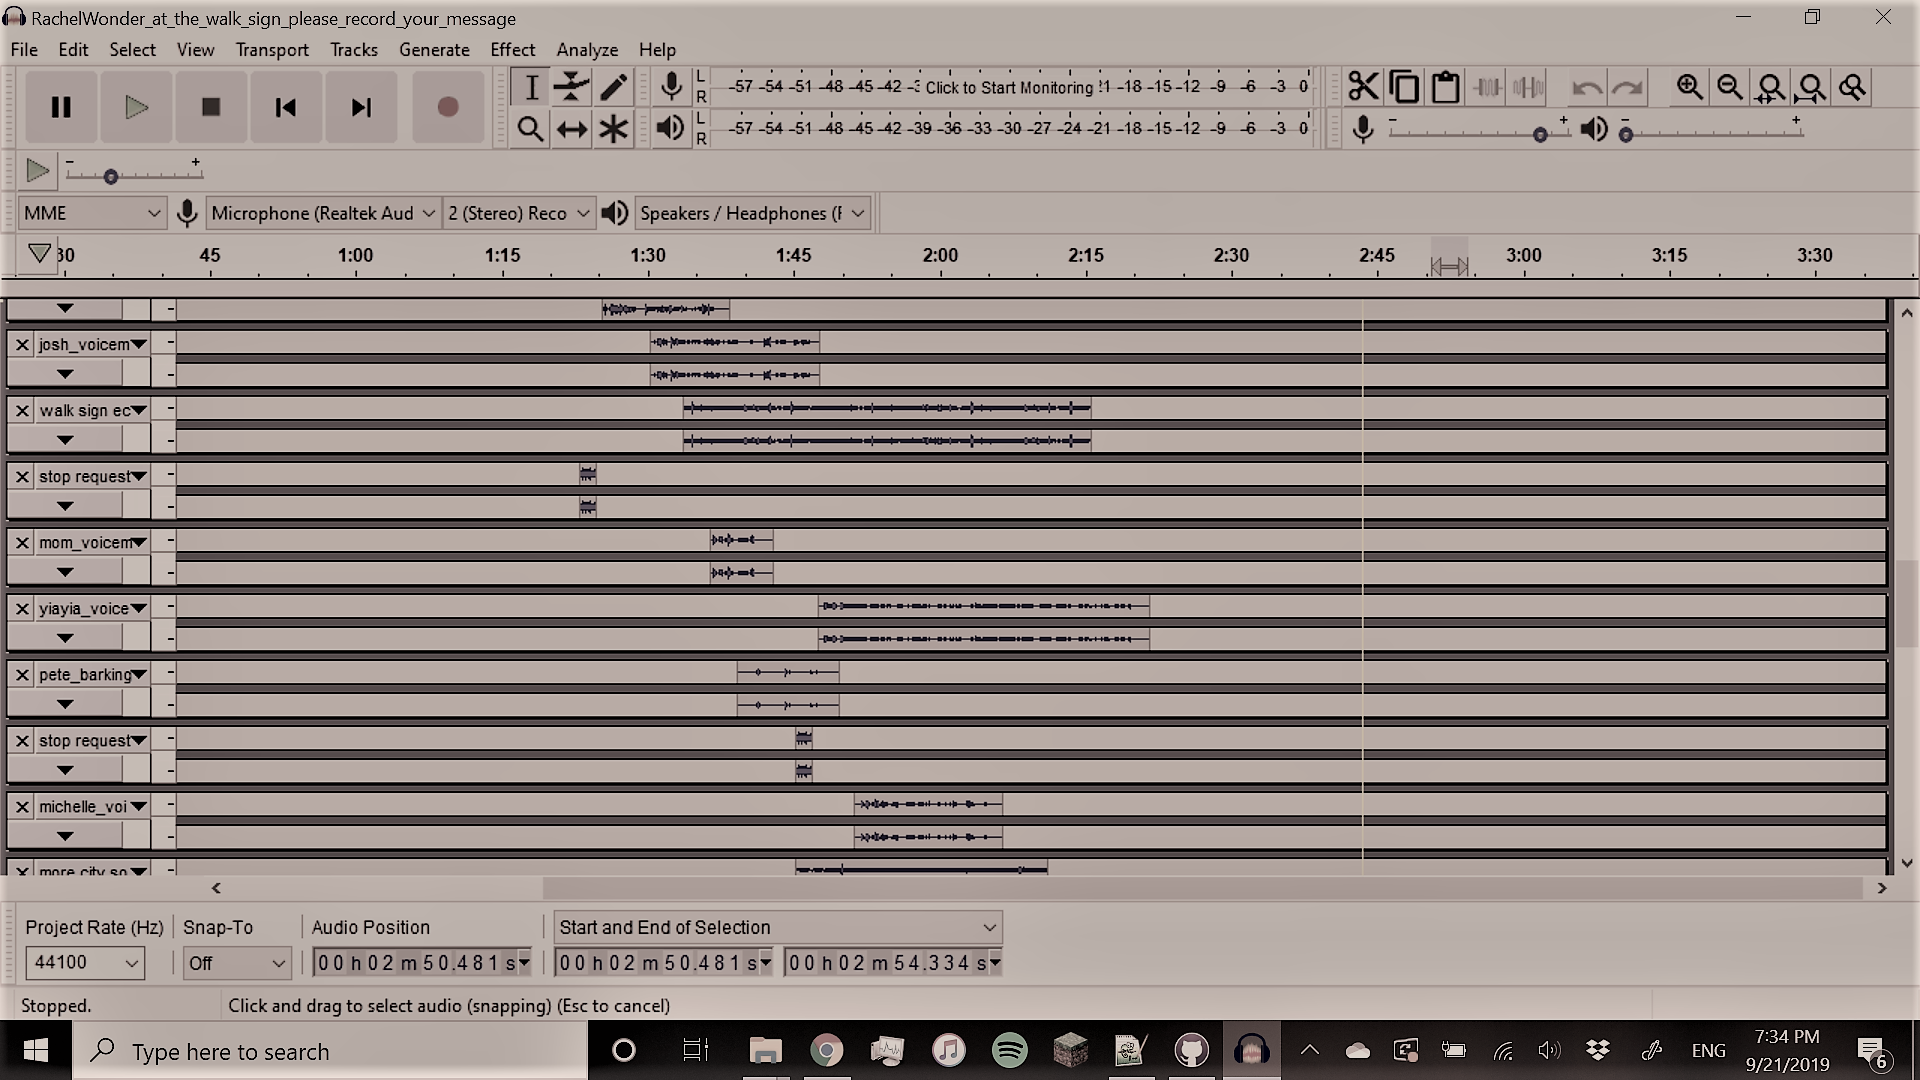 RachelWonder_at_the_walk_sign_please_record_your_message
File Edit Select View Transport Tracks Generate Effect Analyze Help
L
R
-57 -54 -51 -48 -45 -42 Click to Start Monitoring -18 -15 -12 -9 -6 -3 0
L
R
-57 -54 -51 -48 -45 -42 -39 -36 -33 -30 -27 -24 -21 -18 -15 -12 -9 -6 -3 0
- +
- +
- +
MME
Microphone (Realtek Aud
2 (Stereo) Reco
Speakers / Headphones (
30 45 1:00 1:15 1:30 1:45 2:00 2:15 2:30 2:45 3:00 3:15 3:30
josh_voicem
walk sign ec
stop request
mom_voicem
yiayia_voice
pete_barking
stop request
michelle_voi
more city so
Project Rate (Hz) Snap-To Audio Position Start and End of Selection
44100 Off 00 h 02 m 50.481 s 00 h 02 m 50.481 s 00 h 02 m 54.334 s
Stopped. Click and drag to select audio (snapping) (Esc to cancel)
Type here to search
ENG
7:34 PM
9/21/2019
6